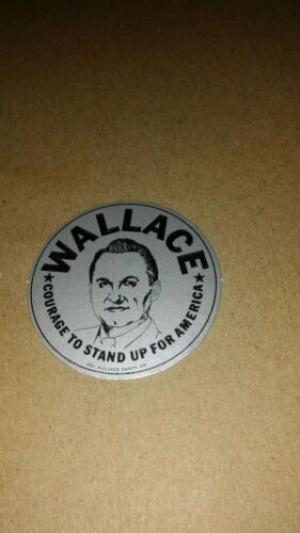 WALLACE
★COURAGE TO STAND UP FOR AMERICA★